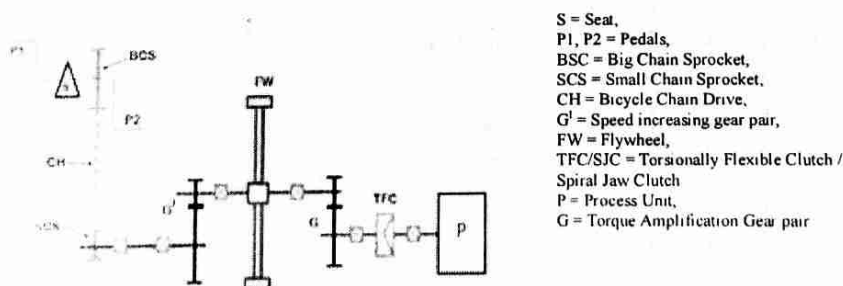 P1
BCS
S
P2
CH
SCS
G'
FW
G
TFC
P
S = Seat,
P1, P2 = Pedals,
BSC = Big Chain Sprocket,
SCS = Small Chain Sprocket,
CH = Bicycle Chain Drive,
G¹ = Speed increasing gear pair,
FW = Flywheel,
TFC/SJC = Torsionally Flexible Clutch /
Spiral Jaw Clutch
P = Process Unit,
G = Torque Amplification Gear pair